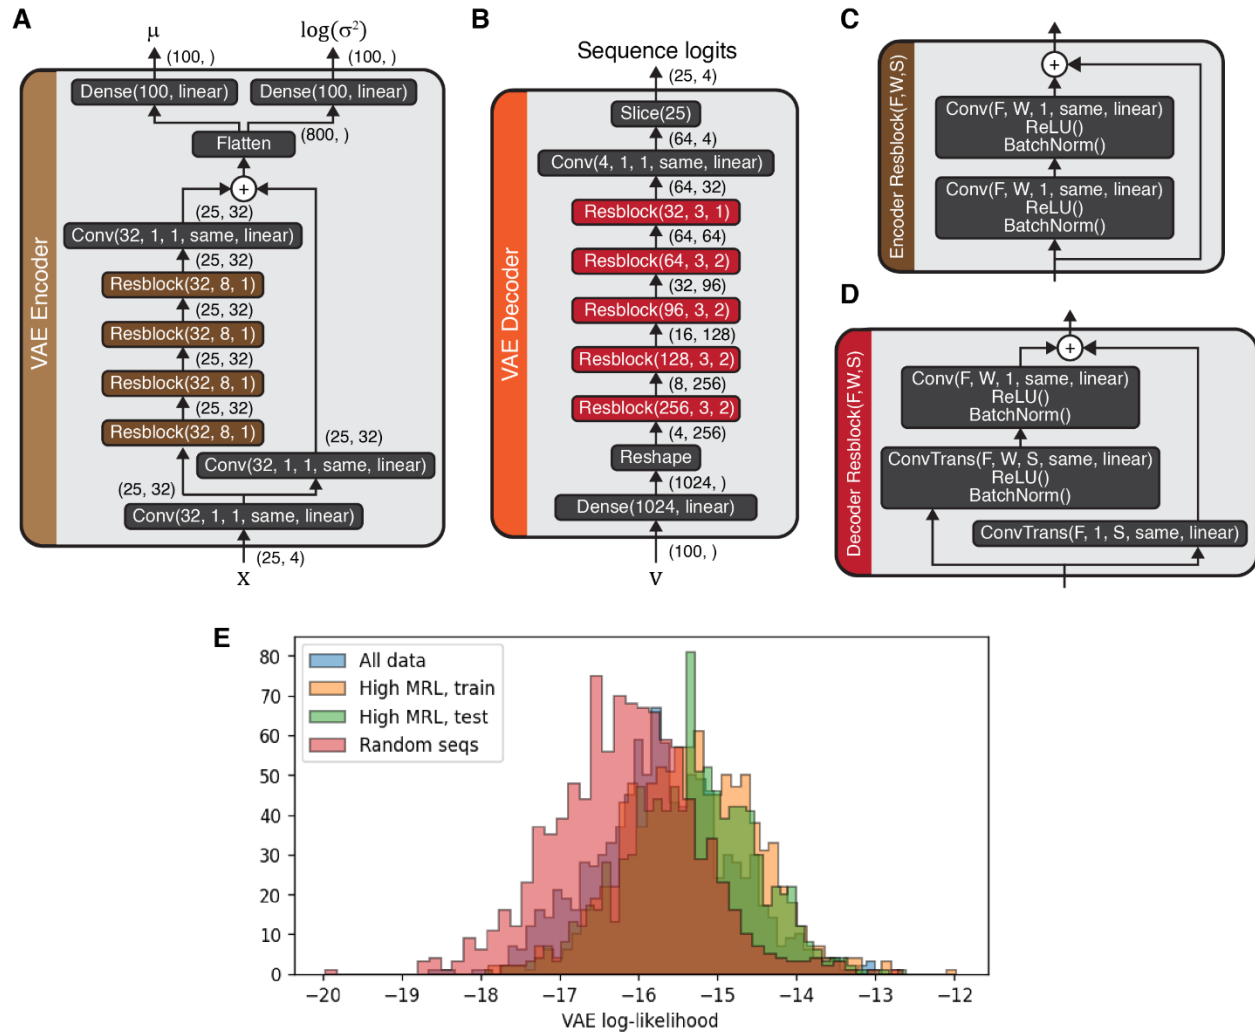 A
μ
log(σ²)
(100, )
(100, )
VAE Encoder
Dense(100, linear)
Dense(100, linear)
(800, )
Flatten
+
(25, 32)
Conv(32, 1, 1, same, linear)
(25, 32)
Resblock(32, 8, 1)
(25, 32)
Resblock(32, 8, 1)
(25, 32)
Resblock(32, 8, 1)
(25, 32)
Resblock(32, 8, 1)
(25, 32)
Conv(32, 1, 1, same, linear)
(25, 32)
Conv(32, 1, 1, same, linear)
(25, 4)
x
B
Sequence logits
(25, 4)
VAE Decoder
Slice(25)
(64, 4)
Conv(4, 1, 1, same, linear)
(64, 32)
Resblock(32, 3, 1)
(64, 64)
Resblock(64, 3, 2)
(32, 96)
Resblock(96, 3, 2)
(16, 128)
Resblock(128, 3, 2)
(8, 256)
Resblock(256, 3, 2)
(4, 256)
Reshape
(1024, )
Dense(1024, linear)
(100, )
v
C
Encoder Resblock(F,W,S)
+
Conv(F, W, 1, same, linear)
ReLU()
BatchNorm()
Conv(F, W, 1, same, linear)
ReLU()
BatchNorm()
D
Decoder Resblock(F,W,S)
+
Conv(F, W, 1, same, linear)
ReLU()
BatchNorm()
ConvTrans(F, W, S, same, linear)
ReLU()
BatchNorm()
ConvTrans(F, 1, S, same, linear)
E
All data
High MRL, train
High MRL, test
Random seqs
80
70
60
50
40
30
20
10
0
−20 −19 −18 −17 −16 −15 −14 −13 −12
VAE log-likelihood